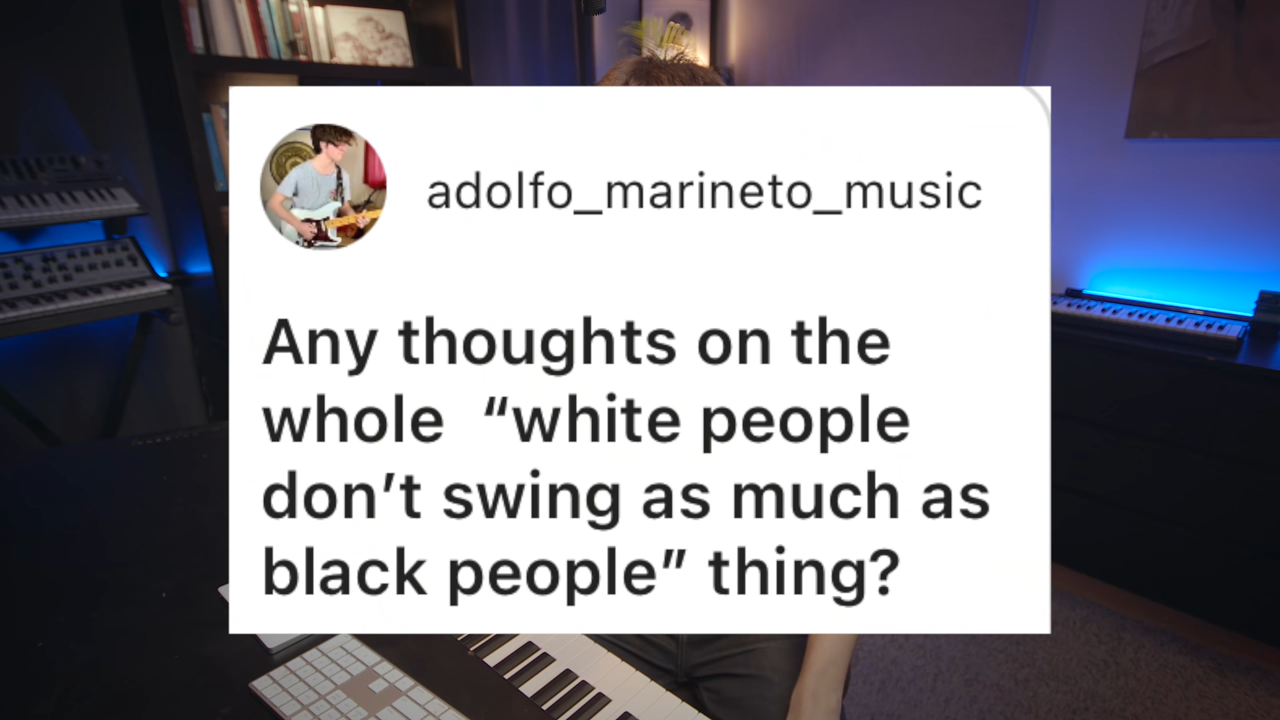 adolfo_marineto_music
Any thoughts on the
whole “white people
don’t swing as much as
black people” thing?